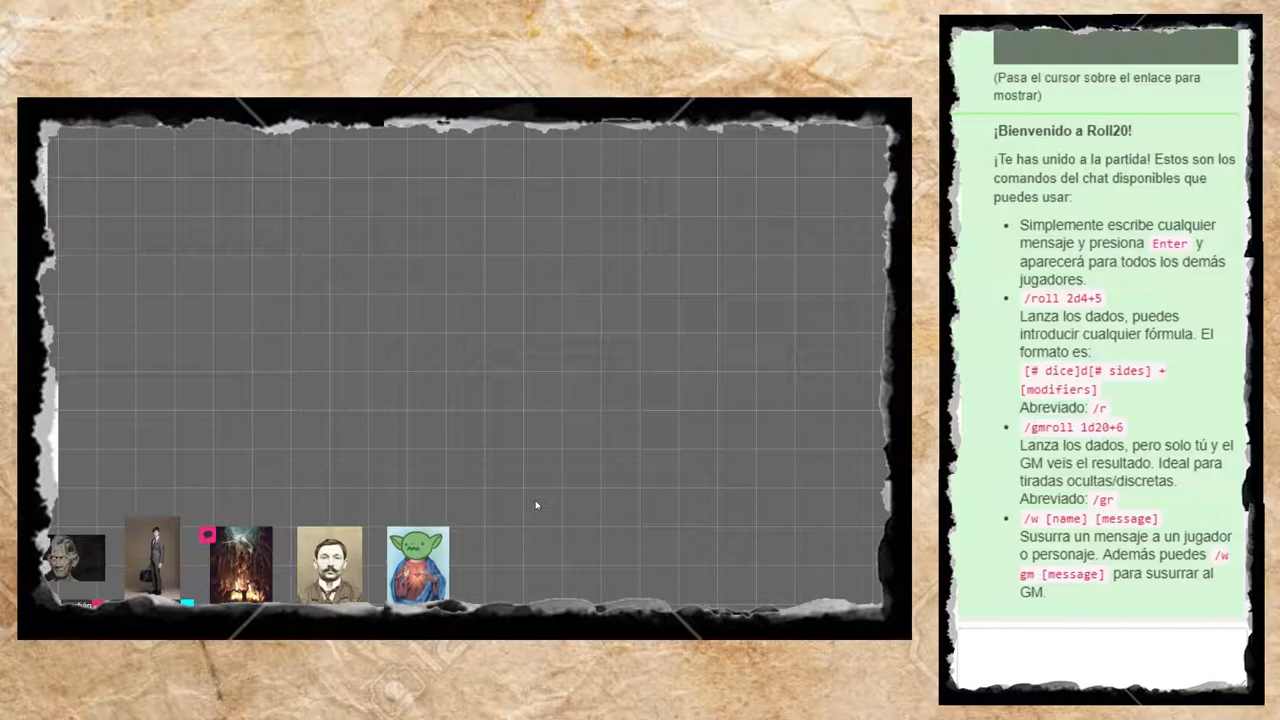 (Pasa el cursor sobre el enlace para
mostrar)
¡Bienvenido a Roll20!
¡Te has unido a la partida! Estos son los
comandos del chat disponibles que
puedes usar:
• Simplemente escribe cualquier
mensaje y presiona Enter y
aparecerá para todos los demás
jugadores.
• /roll 2d4+5
Lanza los dados, puedes
introducir cualquier fórmula. El
formato es:
[# dice]d[# sides] +
[modifiers]
Abreviado: /r
• /gmroll 1d20+6
Lanza los dados, pero solo tú y el
GM veis el resultado. Ideal para
tiradas ocultas/discretas.
Abreviado: /gr
• /w [name] [message]
Susurra un mensaje a un jugador
o personaje. Además puedes /w
gm [message] para susurrar al
GM.